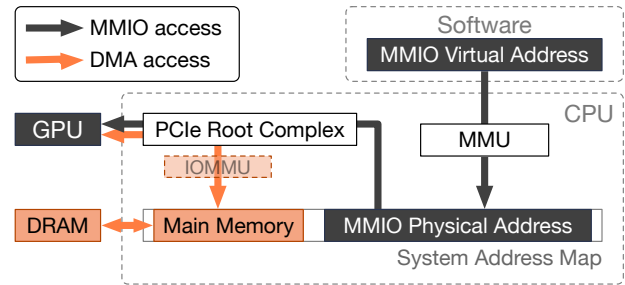 MMIO access
DMA access
Software
MMIO Virtual Address
CPU
GPU
PCIe Root Complex
MMU
IOMMU
DRAM
Main Memory
MMIO Physical Address
System Address Map